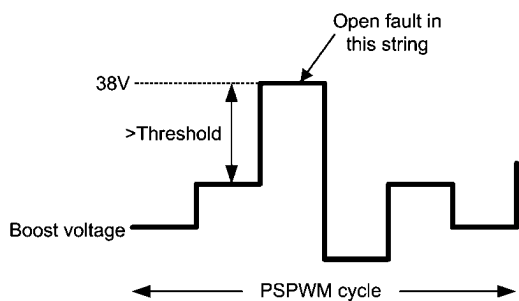 Open fault in
this string
38V
>Threshold
Boost voltage
PSPWM cycle